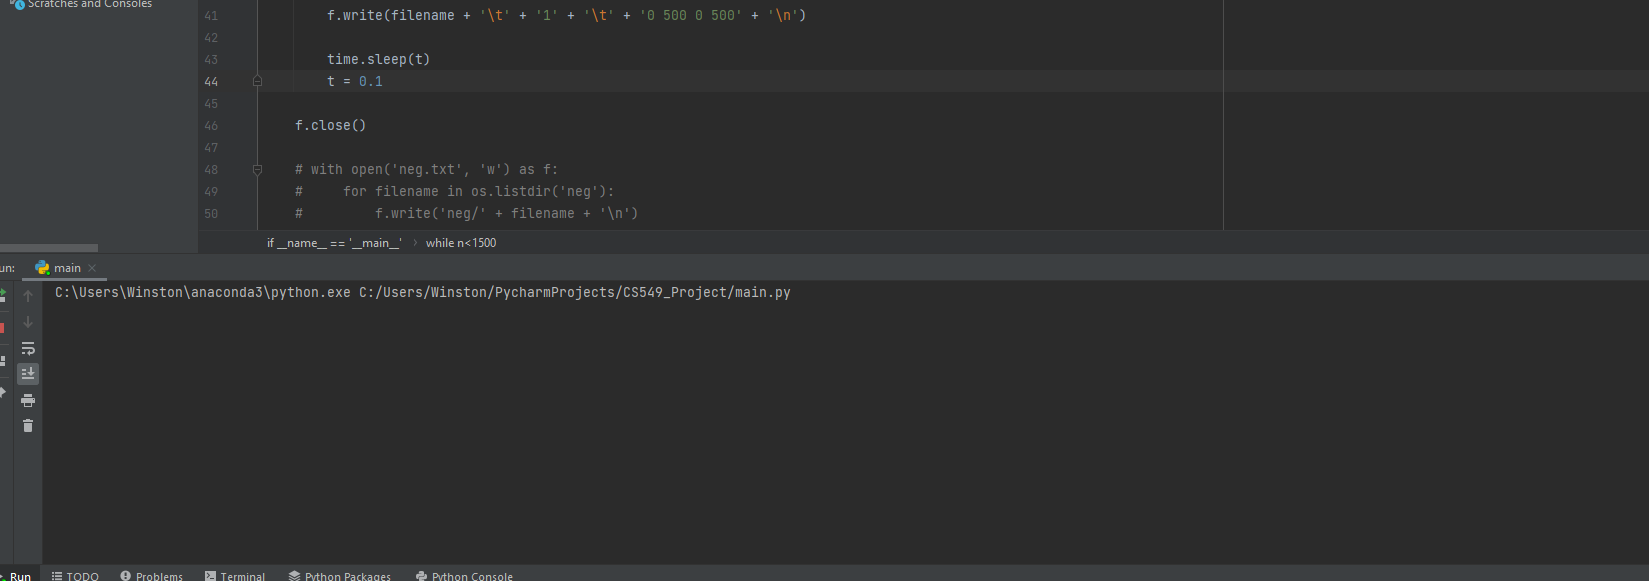 Scratches and Consoles
41 f.write(filename + '\t' + '1' + '\t' + '0 500 0 500' + '\n')
42
43 time.sleep(t)
44 t = 0.1
45
46 f.close()
47
48 # with open('neg.txt', 'w') as f:
49 #     for filename in os.listdir('neg'):
50 #         f.write('neg/' + filename + '\n')
if __name__ == '__main__' › while n<1500
un: main ×
C:\Users\Winston\anaconda3\python.exe C:/Users/Winston/PycharmProjects/CS549_Project/main.py
Run TODO Problems Terminal Python Packages Python Console